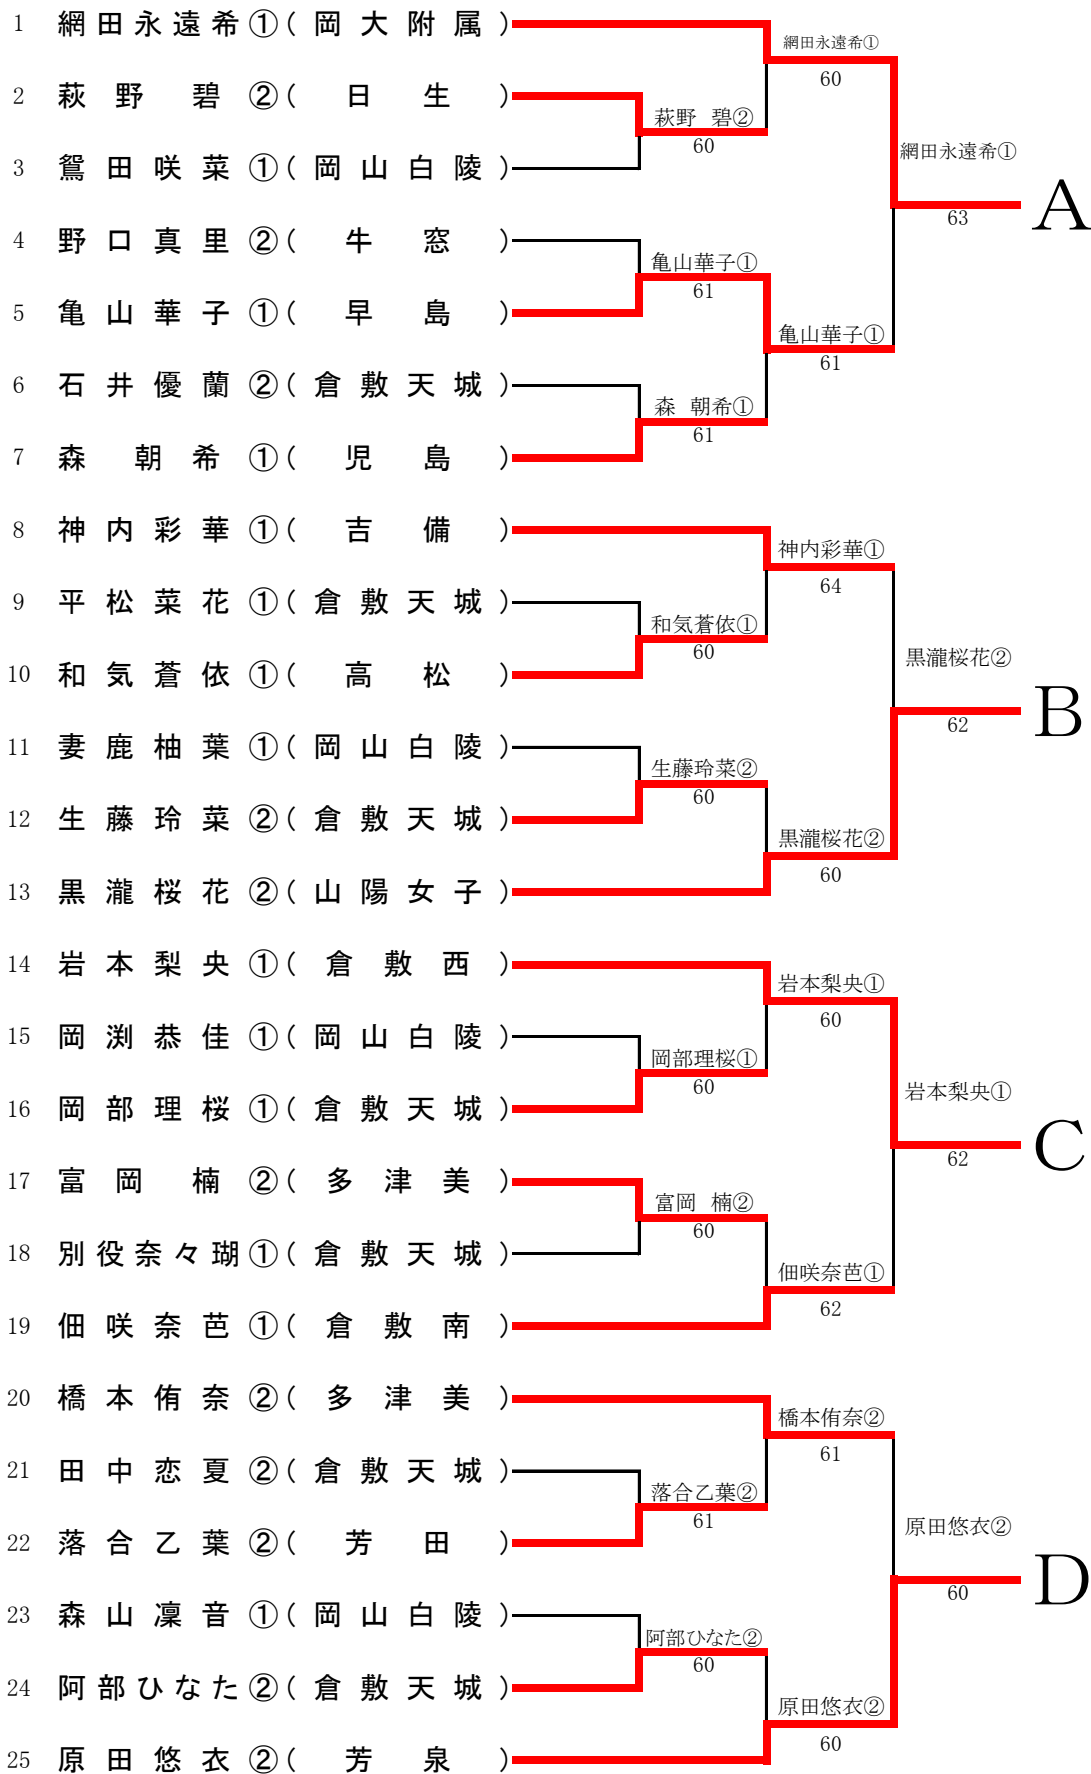 1 網田永遠希①(岡大附属)
網田永遠希①
60
2 萩野 碧②(日生)
萩野 碧②
60
3 鴛田咲菜①(岡山白陵)
網田永遠希①
63
A
4 野口真里②(牛窓)
亀山華子①
61
5 亀山華子①(早島)
亀山華子①
61
6 石井優蘭②(倉敷天城)
森 朝希①
61
7 森 朝希①(児島)
8 神内彩華①(吉備)
神内彩華①
64
9 平松菜花①(倉敷天城)
和気蒼依①
60
10 和気蒼依①(高松)
黒瀧桜花②
62
B
11 妻鹿柚葉①(岡山白陵)
生藤玲菜②
60
12 生藤玲菜②(倉敷天城)
黒瀧桜花②
60
13 黒瀧桜花②(山陽女子)
14 岩本梨央①(倉敷西)
岩本梨央①
60
15 岡渕恭佳①(岡山白陵)
岡部理桜①
60
16 岡部理桜①(倉敷天城)
岩本梨央①
62
C
17 富岡 楠②(多津美)
富岡 楠②
60
18 別役奈々瑚①(倉敷天城)
佃咲奈芭①
62
19 佃咲奈芭①(倉敷南)
20 橋本侑奈②(多津美)
橋本侑奈②
61
21 田中恋夏②(倉敷天城)
落合乙葉②
61
22 落合乙葉②(芳田)
原田悠衣②
60
D
23 森山凜音①(岡山白陵)
阿部ひなた②
60
24 阿部ひなた②(倉敷天城)
原田悠衣②
60
25 原田悠衣②(芳泉)